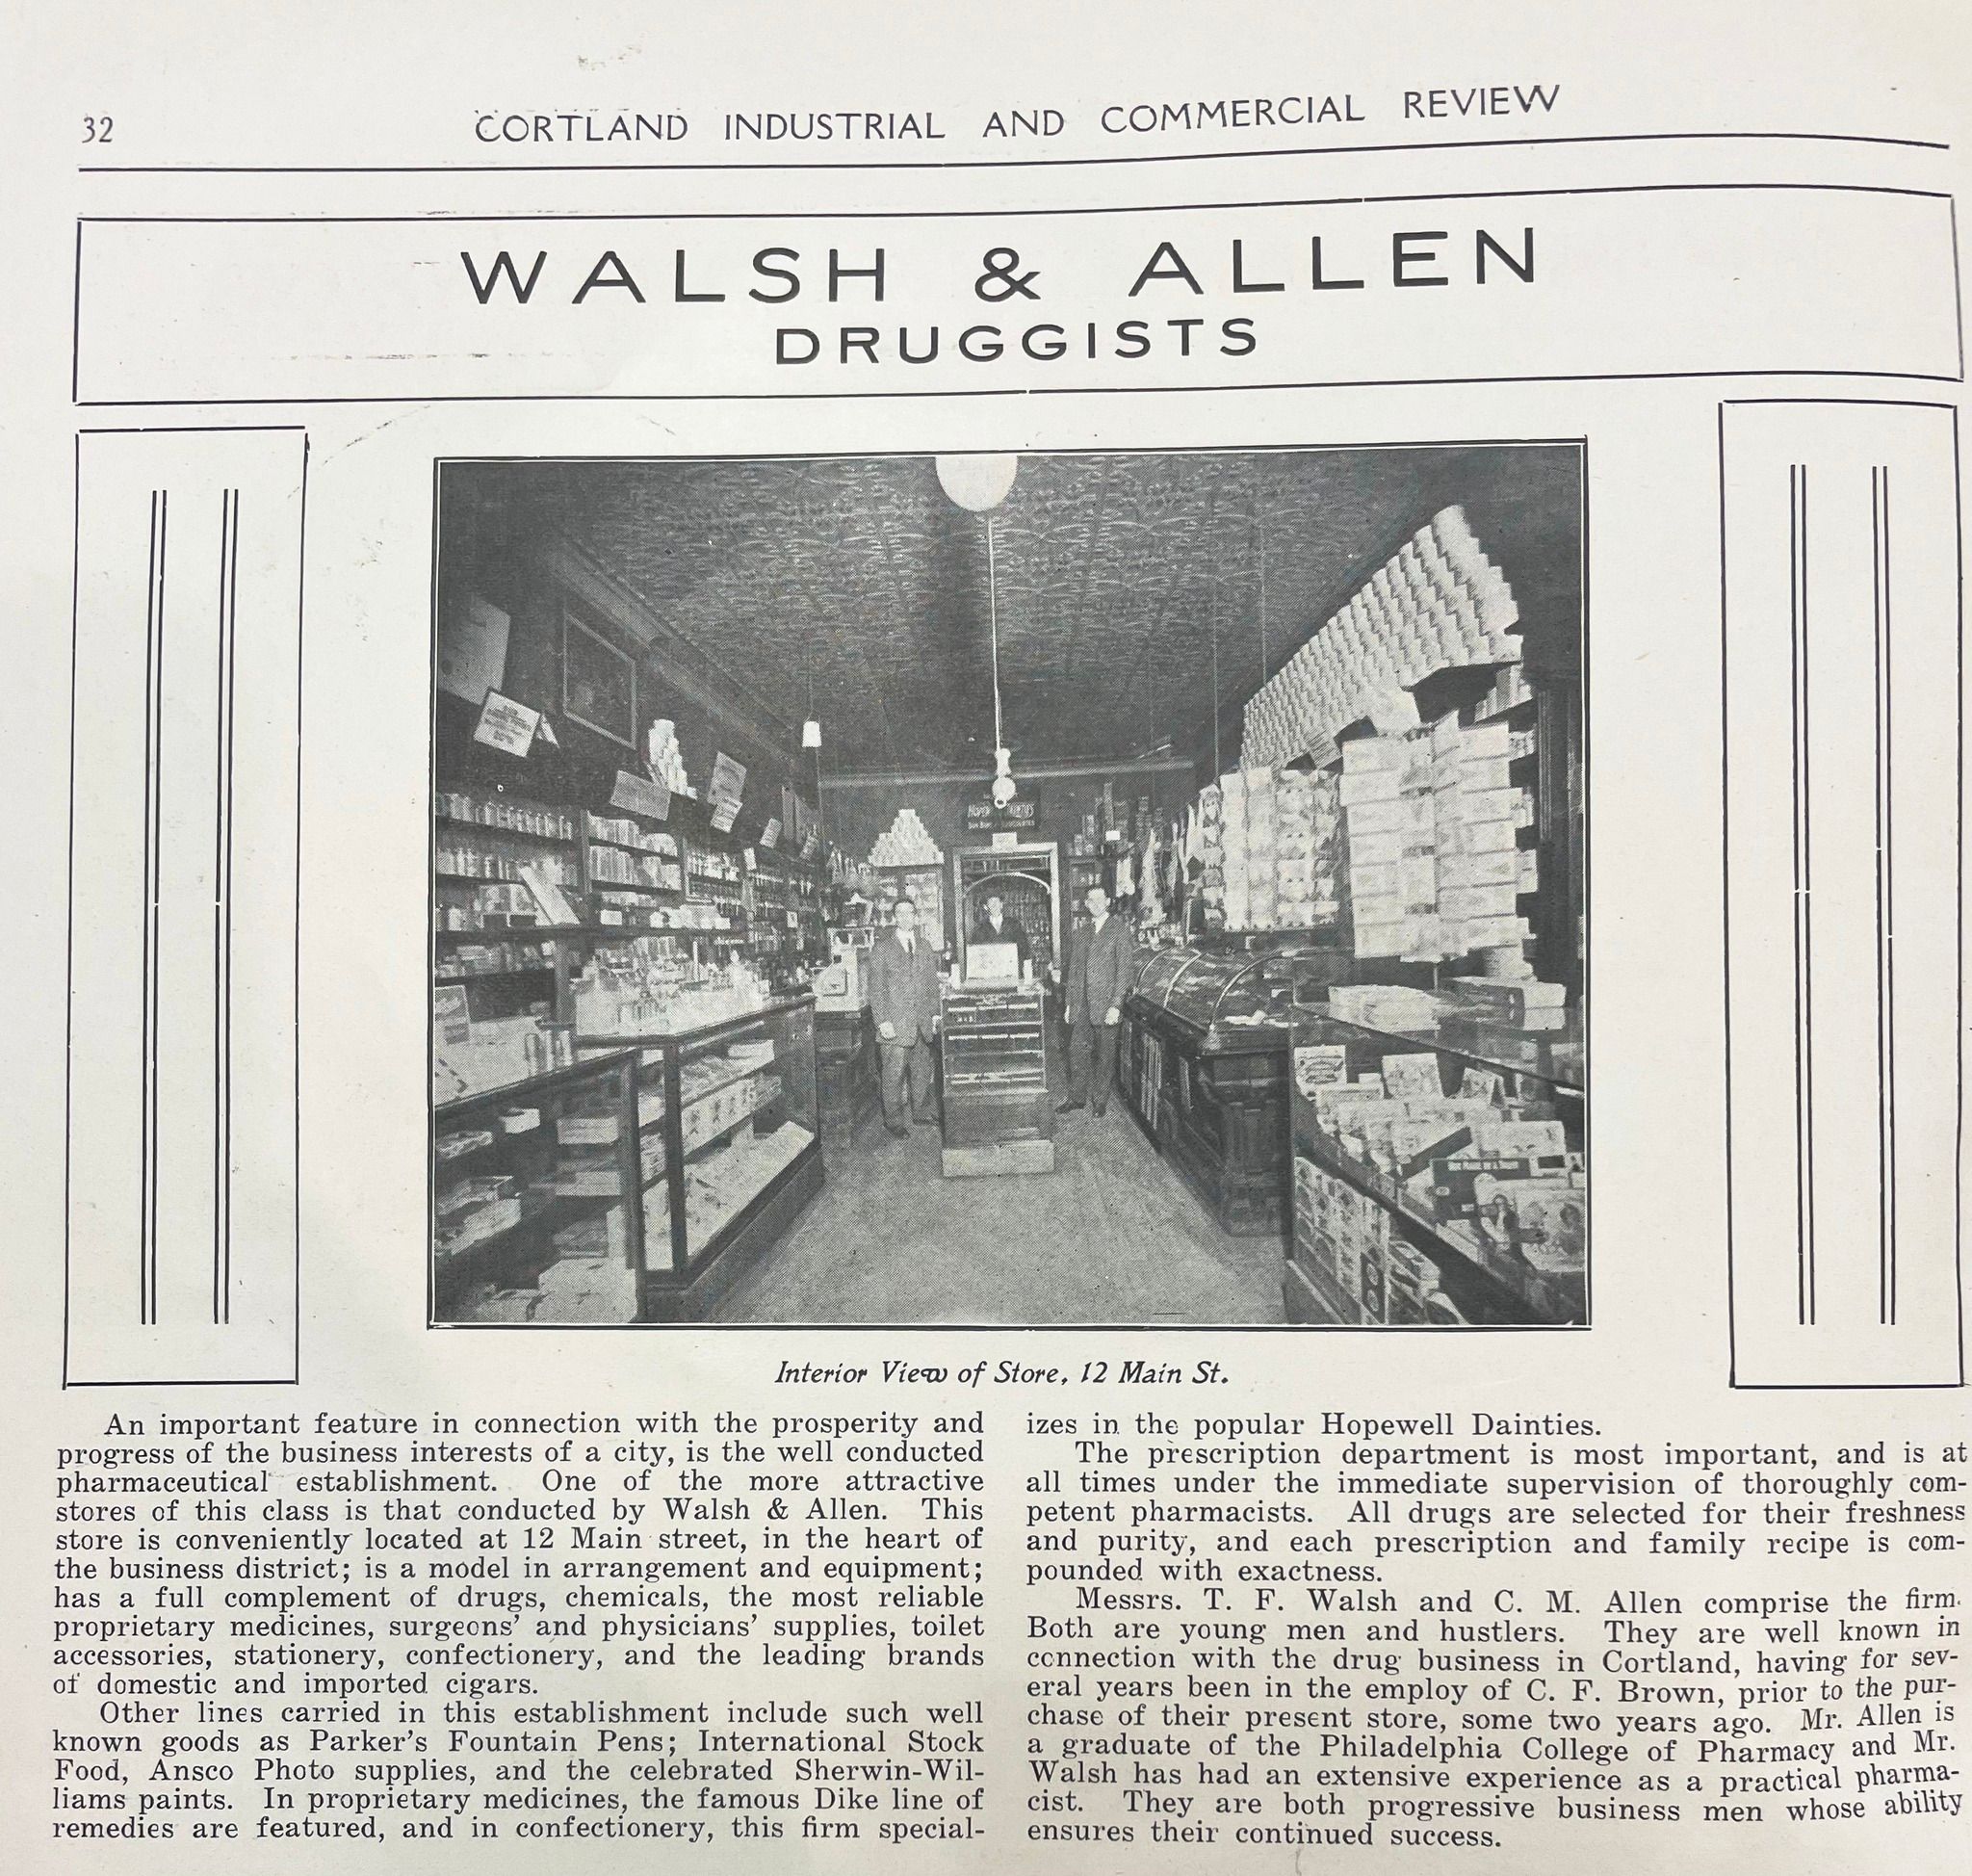 32
CORTLAND INDUSTRIAL AND COMMERCIAL REVIEW
WALSH & ALLEN
DRUGGISTS
Interior View of Store, 12 Main St.
An important feature in connection with the prosperity and
progress of the business interests of a city, is the well conducted
pharmaceutical establishment. One of the more attractive
stores of this class is that conducted by Walsh & Allen. This
store is conveniently located at 12 Main street, in the heart of
the business district; is a model in arrangement and equipment;
has a full complement of drugs, chemicals, the most reliable
proprietary medicines, surgeons' and physicians' supplies, toilet
accessories, stationery, confectionery, and the leading brands
of domestic and imported cigars.
Other lines carried in this establishment include such well
known goods as Parker's Fountain Pens; International Stock
Food, Ansco Photo supplies, and the celebrated Sherwin-Wil-
liams paints. In proprietary medicines, the famous Dike line of
remedies are featured, and in confectionery, this firm special-
izes in the popular Hopewell Dainties.
The prescription department is most important, and is at
all times under the immediate supervision of thoroughly com-
petent pharmacists. All drugs are selected for their freshness
and purity, and each prescription and family recipe is com-
pounded with exactness.
Messrs. T. F. Walsh and C. M. Allen comprise the firm.
Both are young men and hustlers. They are well known in
connection with the drug business in Cortland, having for sev-
eral years been in the employ of C. F. Brown, prior to the pur-
chase of their present store, some two years ago. Mr. Allen is
a graduate of the Philadelphia College of Pharmacy and Mr.
Walsh has had an extensive experience as a practical pharma-
cist. They are both progressive business men whose ability
ensures their continued success.